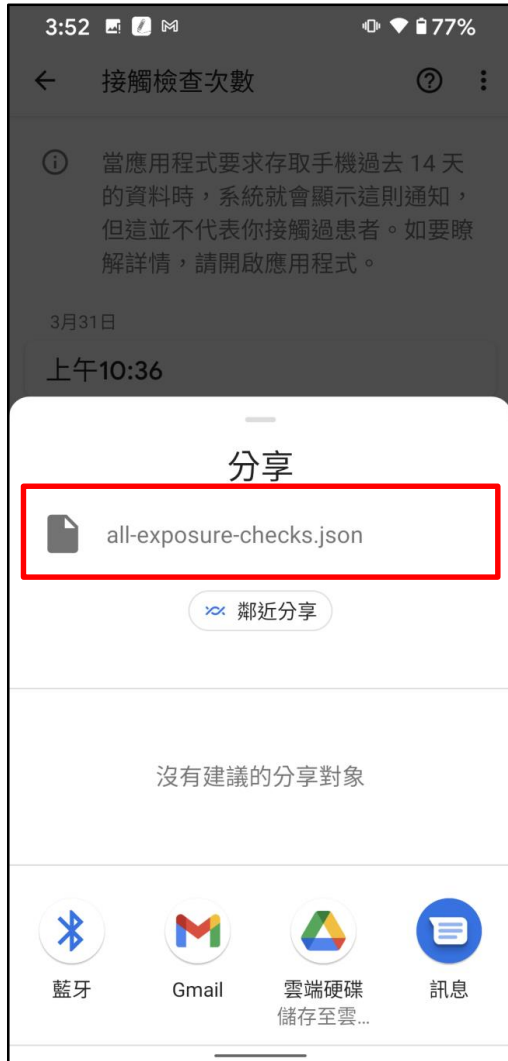 3:52 77%
接觸檢查次數
當應用程式要求存取手機過去 14 天
的資料時，系統就會顯示這則通知，
但這並不代表你接觸過患者。如要瞭
解詳情，請開啟應用程式。
3月31日
上午10:36
分享
all-exposure-checks.json
鄰近分享
沒有建議的分享對象
藍牙 Gmail 雲端硬碟 訊息
儲存至雲...